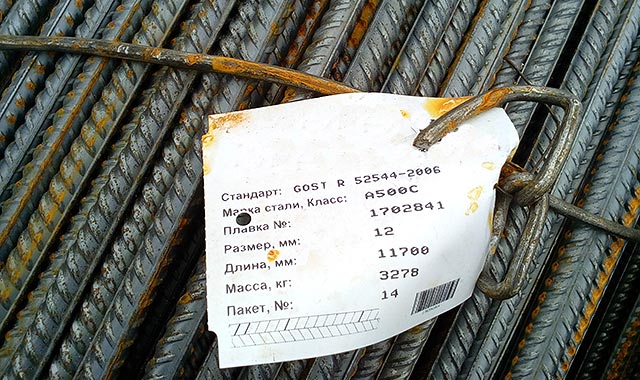 Стандарт: GOST R 52544-2006
Марка стали, Класс: A500C
Плавка №: 1702841
Размер, мм: 12
Длина, мм: 11700
Масса, кг: 3278
Пакет, №: 14